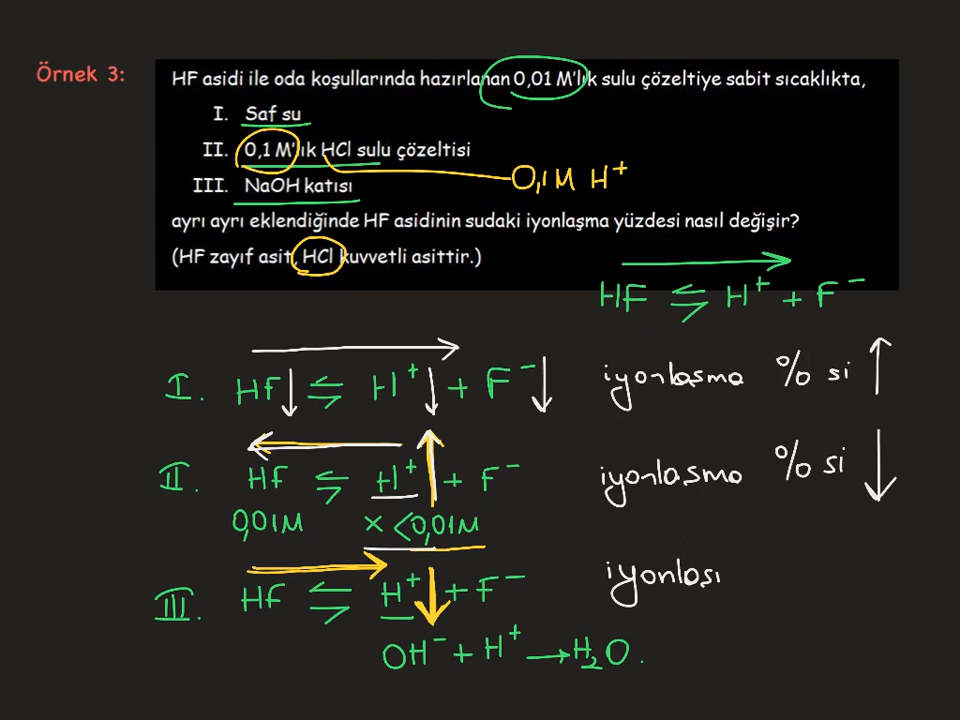 Örnek 3:
HF asidi ile oda koşullarında hazırlanan 0,01 M'lık sulu çözeltiye sabit sıcaklıkta,
I. Saf su
II. 0,1 M'lık HCl sulu çözeltisi
0,1M H⁺
III. NaOH katısı
ayrı ayrı eklendiğinde HF asidinin sudaki iyonlaşma yüzdesi nasıl değişir?
(HF zayıf asit, HCl kuvvetli asittir.)
HF ⇌ H⁺ + F⁻
I. HF↓ ⇌ H⁺↓ + F⁻↓ iyonlaşma % si ↑
II. HF ⇌ H⁺↑ + F⁻ iyonlaşma % si ↓
0,01M x < 0,01M
III. HF ⇌ H⁺↓ + F⁻ iyonlaşı
OH⁻ + H⁺ → H₂O.